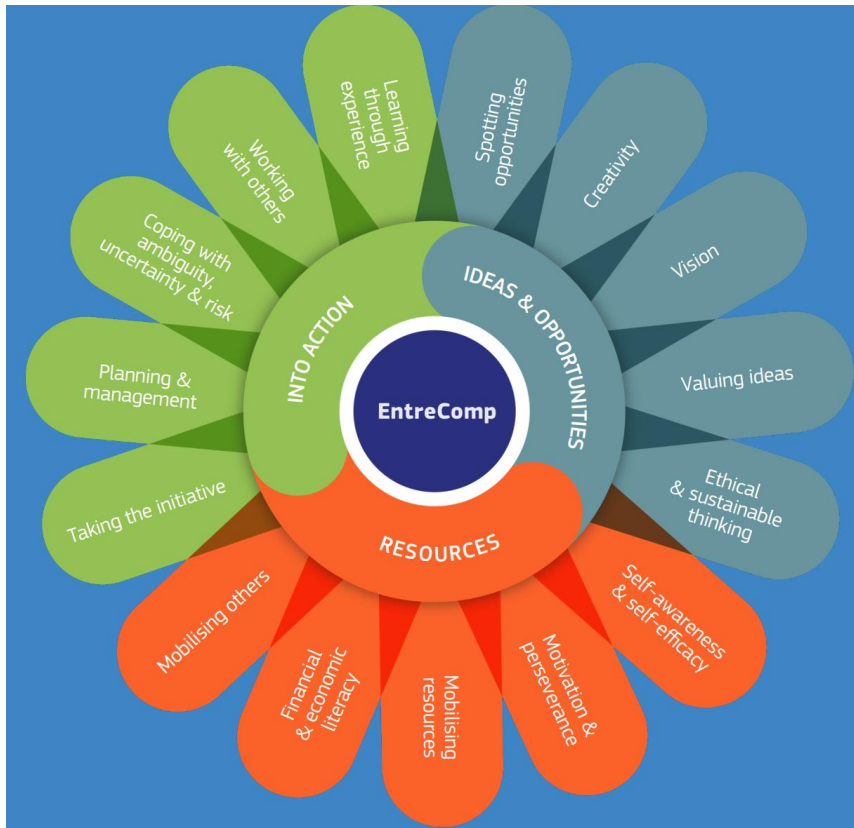 EntreComp
IDEAS & OPPORTUNITIES
Spotting
opportunities
Creativity
Vision
Valuing ideas
Ethical
& sustainable
thinking
RESOURCES
Self-awareness
& self-efficacy
Motivation &
perseverance
Mobilising
resources
Financial
& economic
literacy
Mobilising others
INTO ACTION
Taking the initiative
Planning &
management
Coping with
ambiguity,
uncertainty & risk
Working
with others
Learning
through
experience